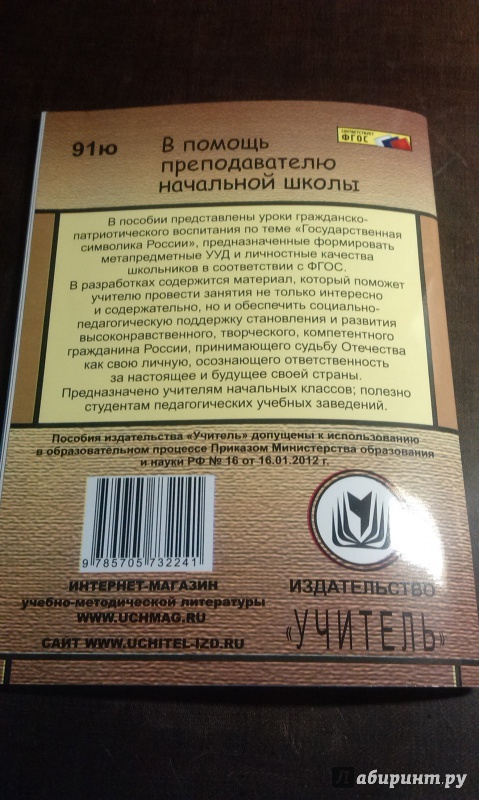 91ю
В помощь
преподавателю
начальной школы
СООТВЕТСТВУЕТ
ФГОС
В пособии представлены уроки гражданско-
патриотического воспитания по теме «Государственная
символика России», предназначенные формировать
метапредметные УУД и личностные качества
школьников в соответствии с ФГОС.
В разработках содержится материал, который поможет
учителю провести занятия не только интересно
и содержательно, но и обеспечить социально-
педагогическую поддержку становления и развития
высоконравственного, творческого, компетентного
гражданина России, принимающего судьбу Отечества
как свою личную, осознающего ответственность
за настоящее и будущее своей страны.
Предназначено учителям начальных классов; полезно
студентам педагогических учебных заведений.
Пособия издательства «Учитель» допущены к использованию
в образовательном процессе Приказом Министерства образования
и науки РФ № 16 от 16.01.2012 г.
9 785705 732241
ИНТЕРНЕТ-МАГАЗИН
учебно-методической литературы
WWW.UCHMAG.RU
САЙТ WWW.UCHITEL-IZD.RU
ИЗДАТЕЛЬСТВО
«УЧИТЕЛЬ»
Лабиринт.ру